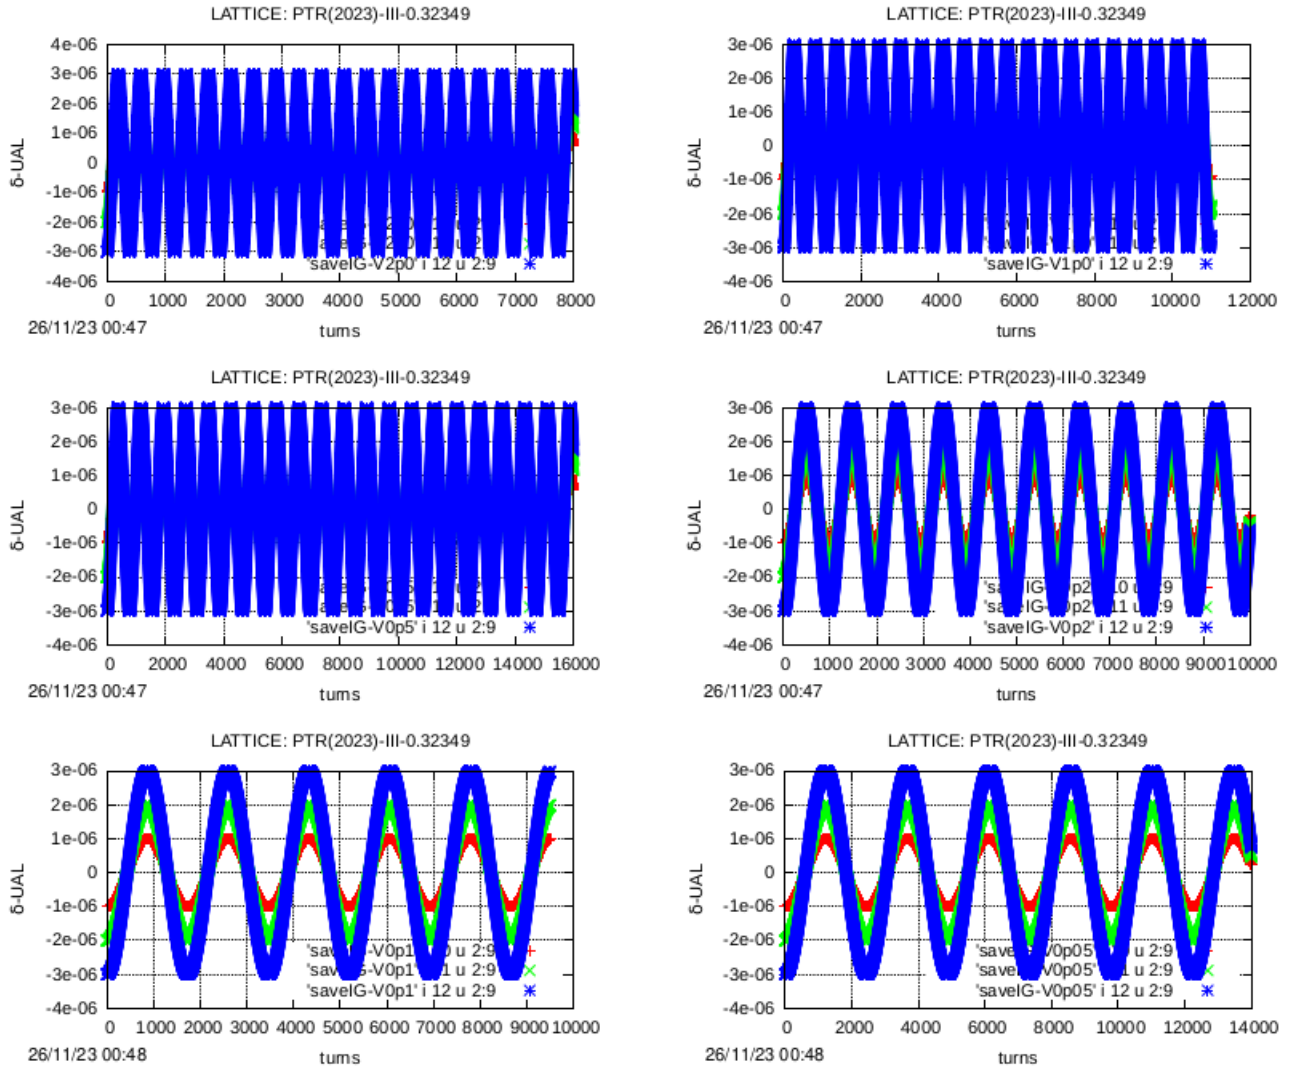 LATTICE: PTR(2023)-III-0.32349
4e-06
3e-06
2e-06
1e-06
0
-1e-06
-2e-06
-3e-06
-4e-06
δ-UAL
'saveIG-V2p0' i 12 u 2:9
0 1000 2000 3000 4000 5000 6000 7000 8000
26/11/23 00:47
turns
LATTICE: PTR(2023)-III-0.32349
3e-06
2e-06
1e-06
0
-1e-06
-2e-06
-3e-06
-4e-06
δ-UAL
'saveIG-V1p0' i 12 u 2:9
0 2000 4000 6000 8000 10000 12000
26/11/23 00:47
turns
LATTICE: PTR(2023)-III-0.32349
3e-06
2e-06
1e-06
0
-1e-06
-2e-06
-3e-06
-4e-06
δ-UAL
'saveIG-V0p5' i 12 u 2:9
0 2000 4000 6000 8000 10000 12000 14000 16000
26/11/23 00:47
turns
LATTICE: PTR(2023)-III-0.32349
3e-06
2e-06
1e-06
0
-1e-06
-2e-06
-3e-06
-4e-06
δ-UAL
'saveIG-V0p2' i 12 u 2:9
0 1000 2000 3000 4000 5000 6000 7000 8000 9000 10000
26/11/23 00:47
turns
LATTICE: PTR(2023)-III-0.32349
3e-06
2e-06
1e-06
0
-1e-06
-2e-06
-3e-06
-4e-06
δ-UAL
u 2:9
u 2:9
'saveIG-V0p1' i 12 u 2:9
0 1000 2000 3000 4000 5000 6000 7000 8000 9000 10000
26/11/23 00:48
turns
LATTICE: PTR(2023)-III-0.32349
3e-06
2e-06
1e-06
0
-1e-06
-2e-06
-3e-06
-4e-06
δ-UAL
u 2:9
u 2:9
'saveIG-V0p05' i 12 u 2:9
0 2000 4000 6000 8000 10000 12000 14000
26/11/23 00:48
turns